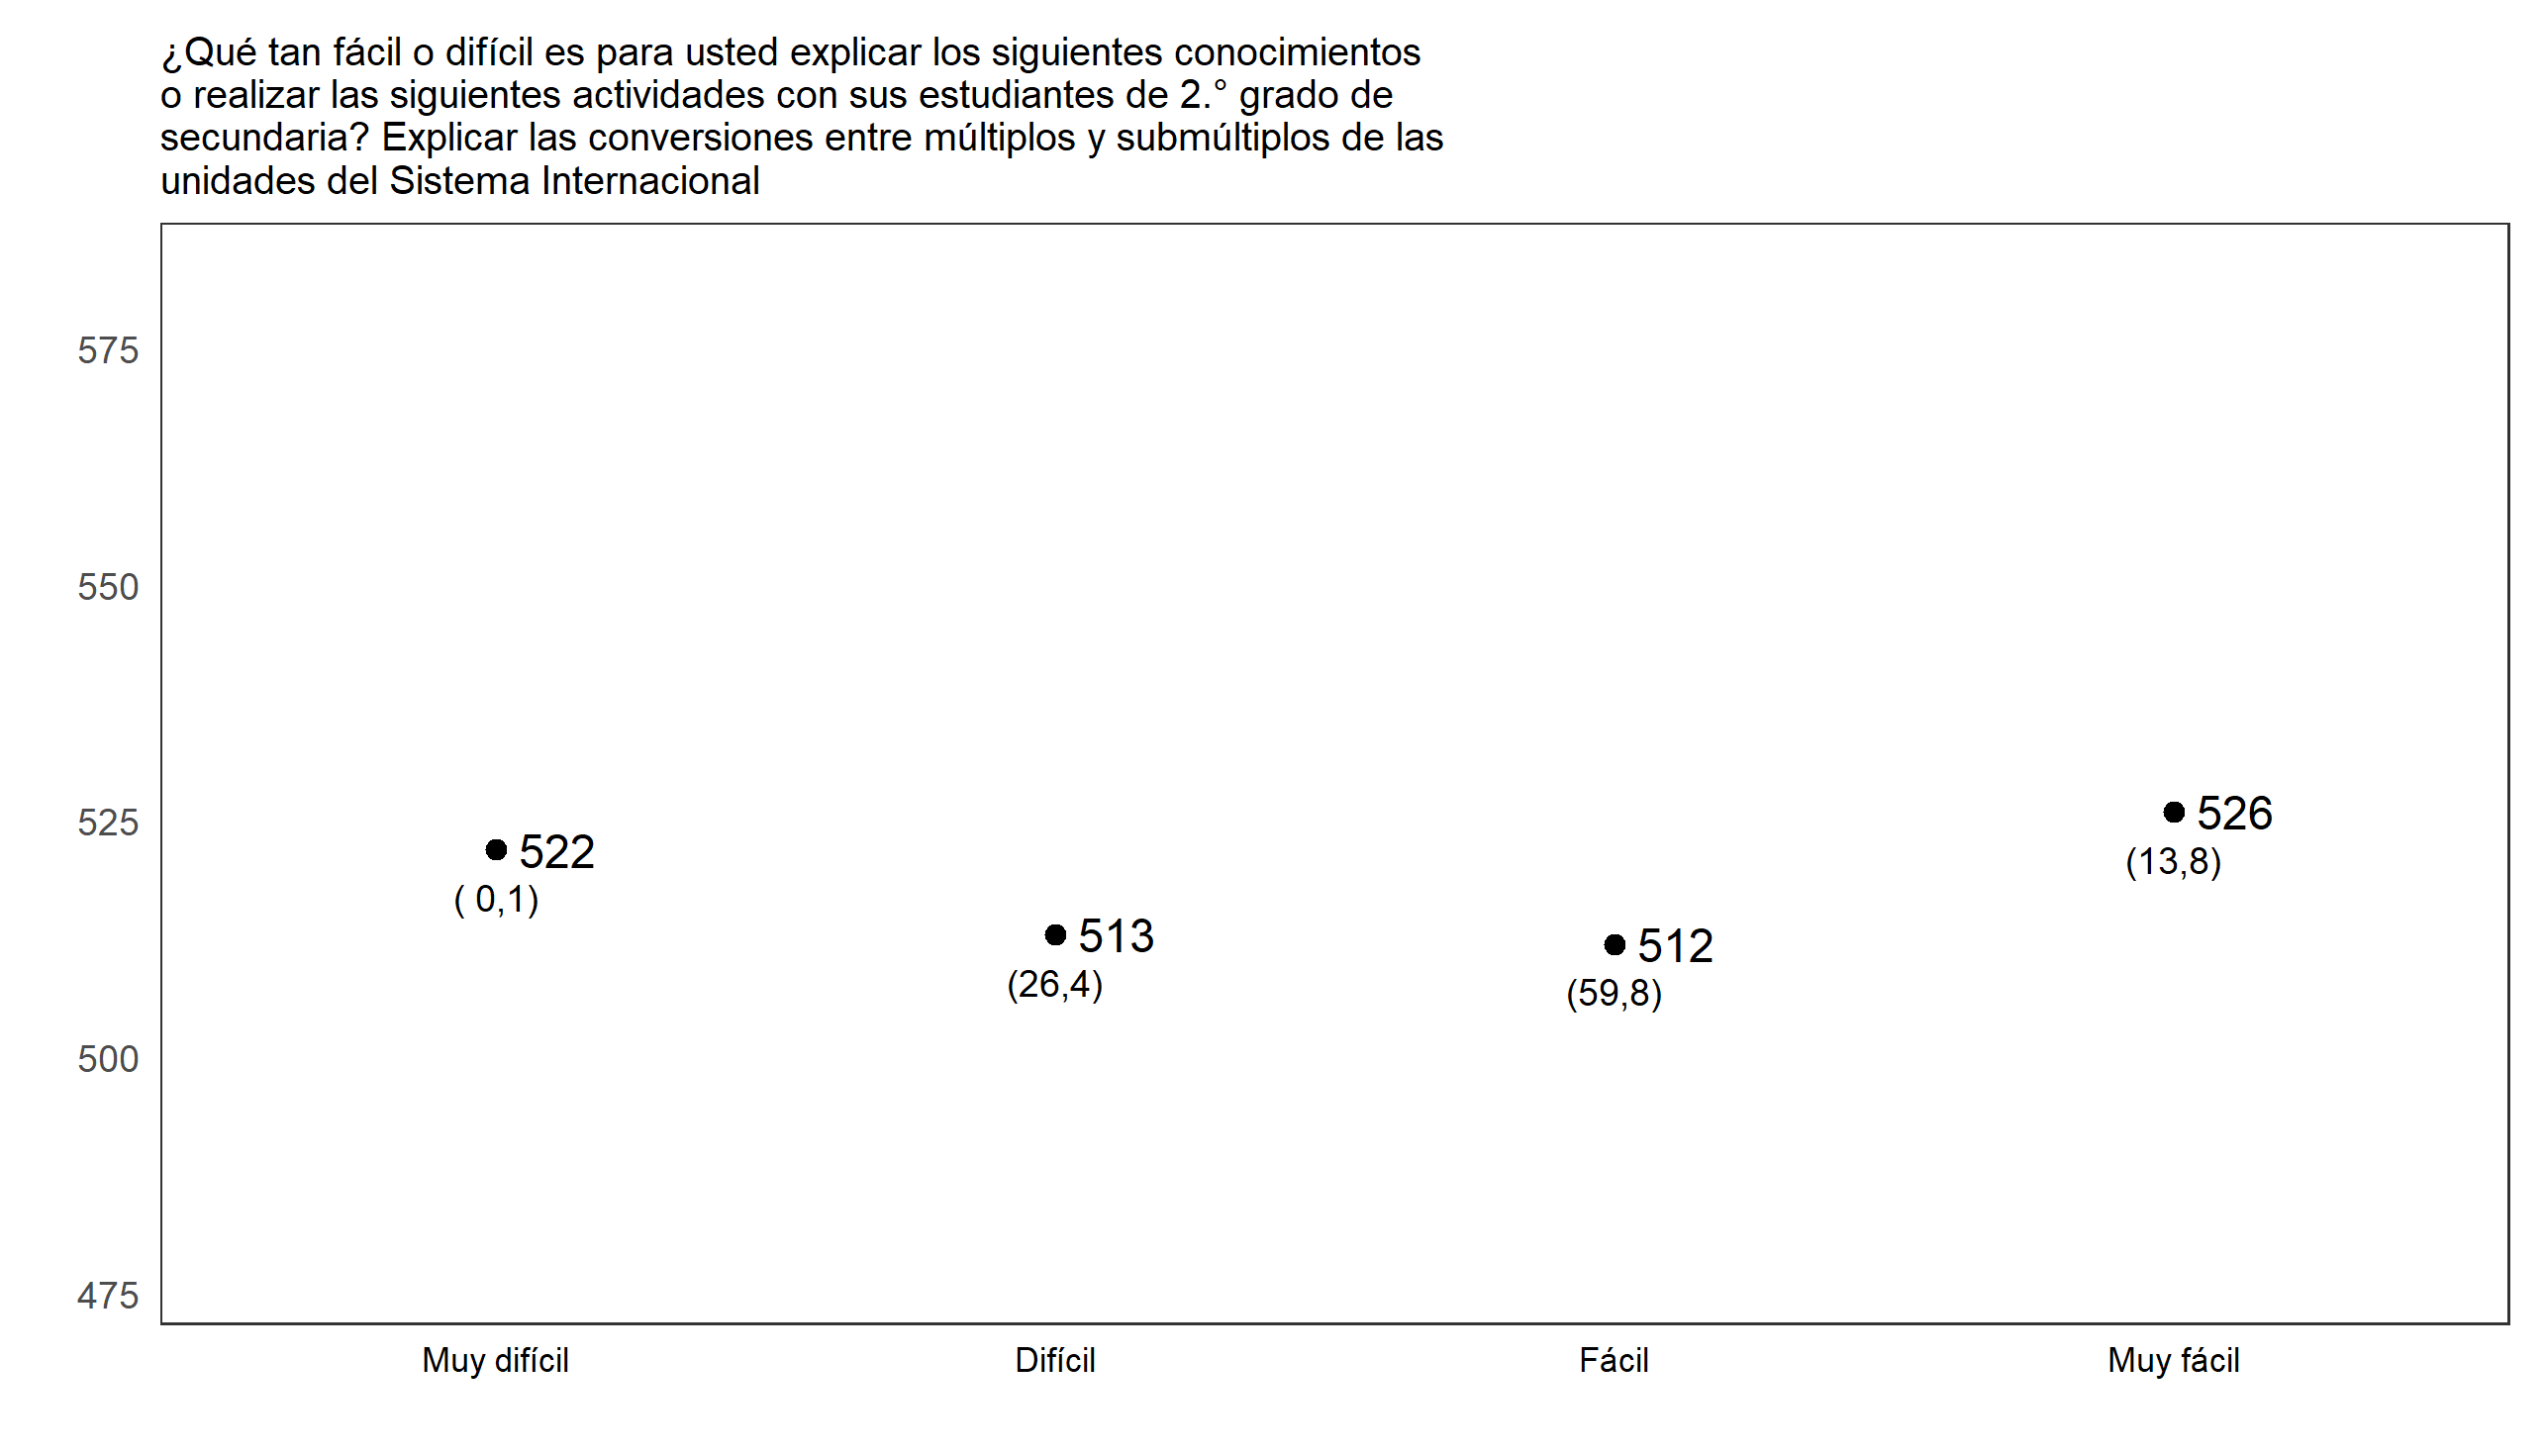 ¿Qué tan fácil o difícil es para usted explicar los siguientes conocimientos
o realizar las siguientes actividades con sus estudiantes de 2.° grado de
secundaria? Explicar las conversiones entre múltiplos y submúltiplos de las
unidades del Sistema Internacional
575
550
525
500
475
522
( 0,1)
513
(26,4)
512
(59,8)
526
(13,8)
Muy difícil
Difícil
Fácil
Muy fácil